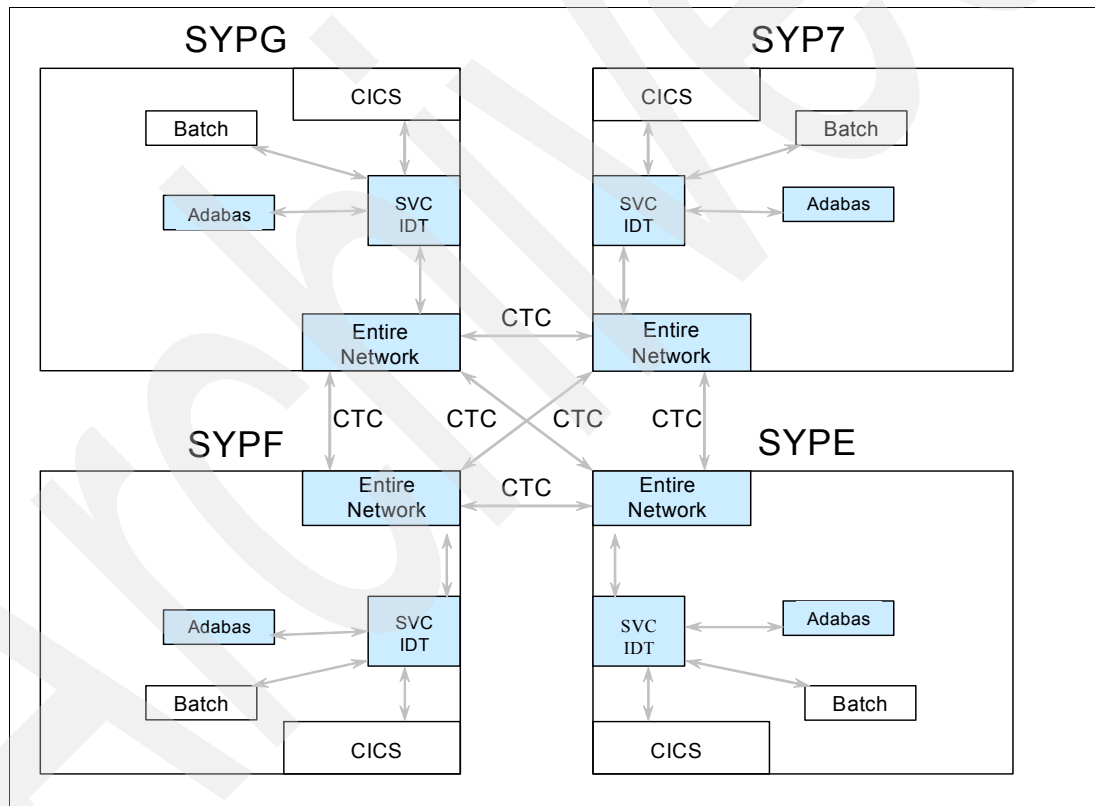 SYPG
SYP7
CICS
CICS
Batch
Batch
SVC
IDT
Adabas
SVC
IDT
Adabas
Entire
Network
CTC
Entire
Network
CTC
CTC
CTC
CTC
SYPF
SYPE
Entire
Network
CTC
Entire
Network
Adabas
SVC
IDT
SVC
IDT
Adabas
Batch
Batch
CICS
CICS